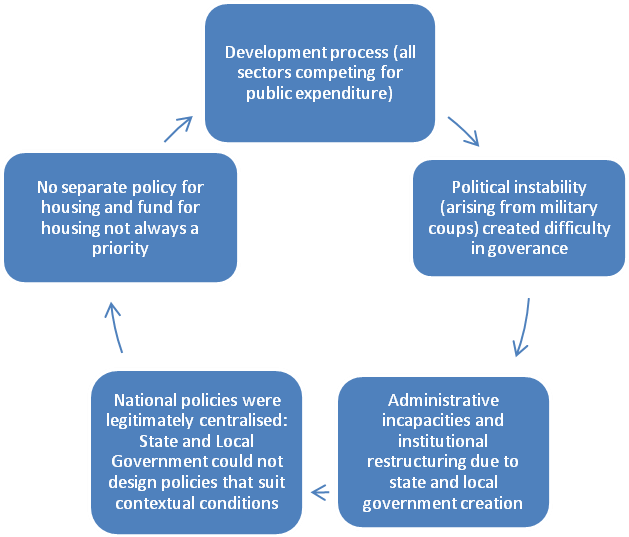 Development process (all
sectors competing for
public expenditure)
Political instability
(arising from military
coups) created difficulty
in goverance
Administrative
incapacities and
institutional
restructuring due to
state and local
government creation
National policies were
legitimately centralised:
State and Local
Government could not
design policies that suit
contextual conditions
No separate policy for
housing and fund for
housing not always a
priority